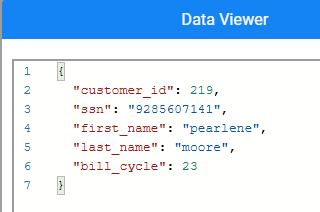 Data Viewer
1 {
2 "customer_id": 219,
3 "ssn": "9285607141",
4 "first_name": "pearlene",
5 "last_name": "moore",
6 "bill_cycle": 23
7 }